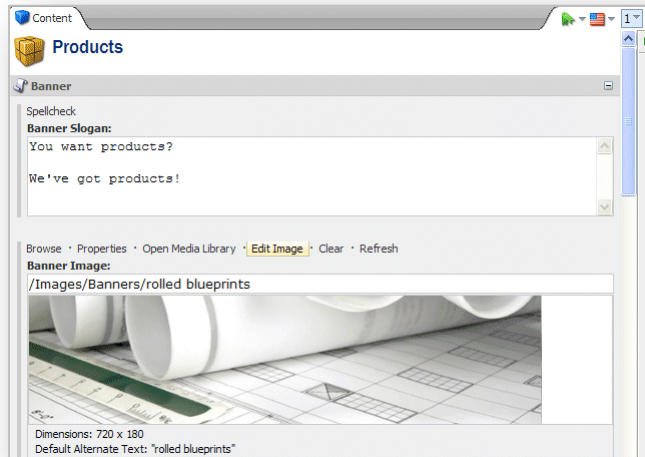 Content
1
Products
Banner
Spellcheck
Banner Slogan:
You want products?
We've got products!
Browse · Properties · Open Media Library · Edit Image · Clear · Refresh
Banner Image:
/Images/Banners/rolled blueprints
Dimensions: 720 x 180
Default Alternate Text: "rolled blueprints"